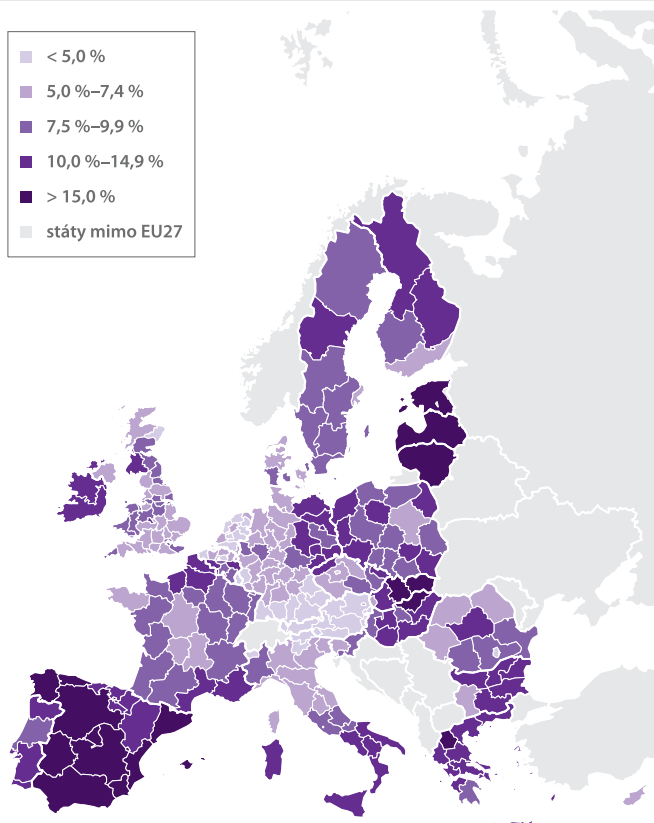 < 5,0 %
5,0 %–7,4 %
7,5 %–9,9 %
10,0 %–14,9 %
> 15,0 %
státy mimo EU27